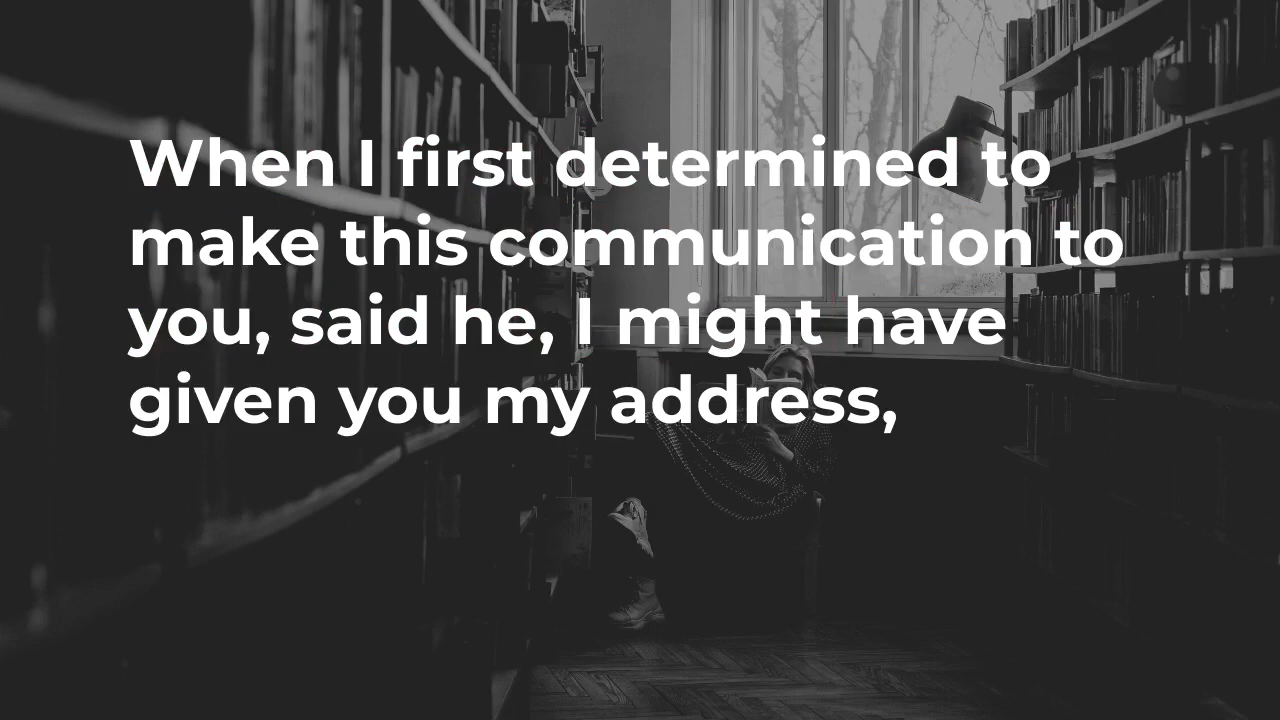 When I first determined to
make this communication to
you, said he, I might have
given you my address,